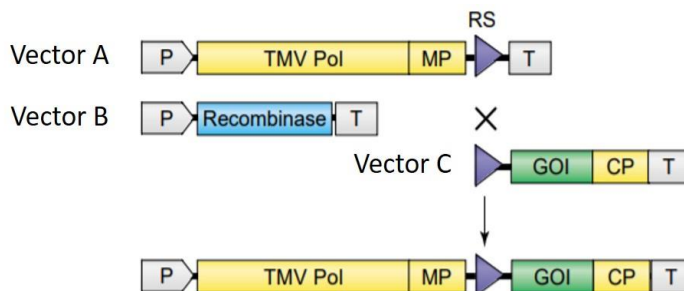 RS
Vector A P TMV Pol MP T
Vector B P Recombinase T
Vector C GOI CP T
P TMV Pol MP GOI CP T